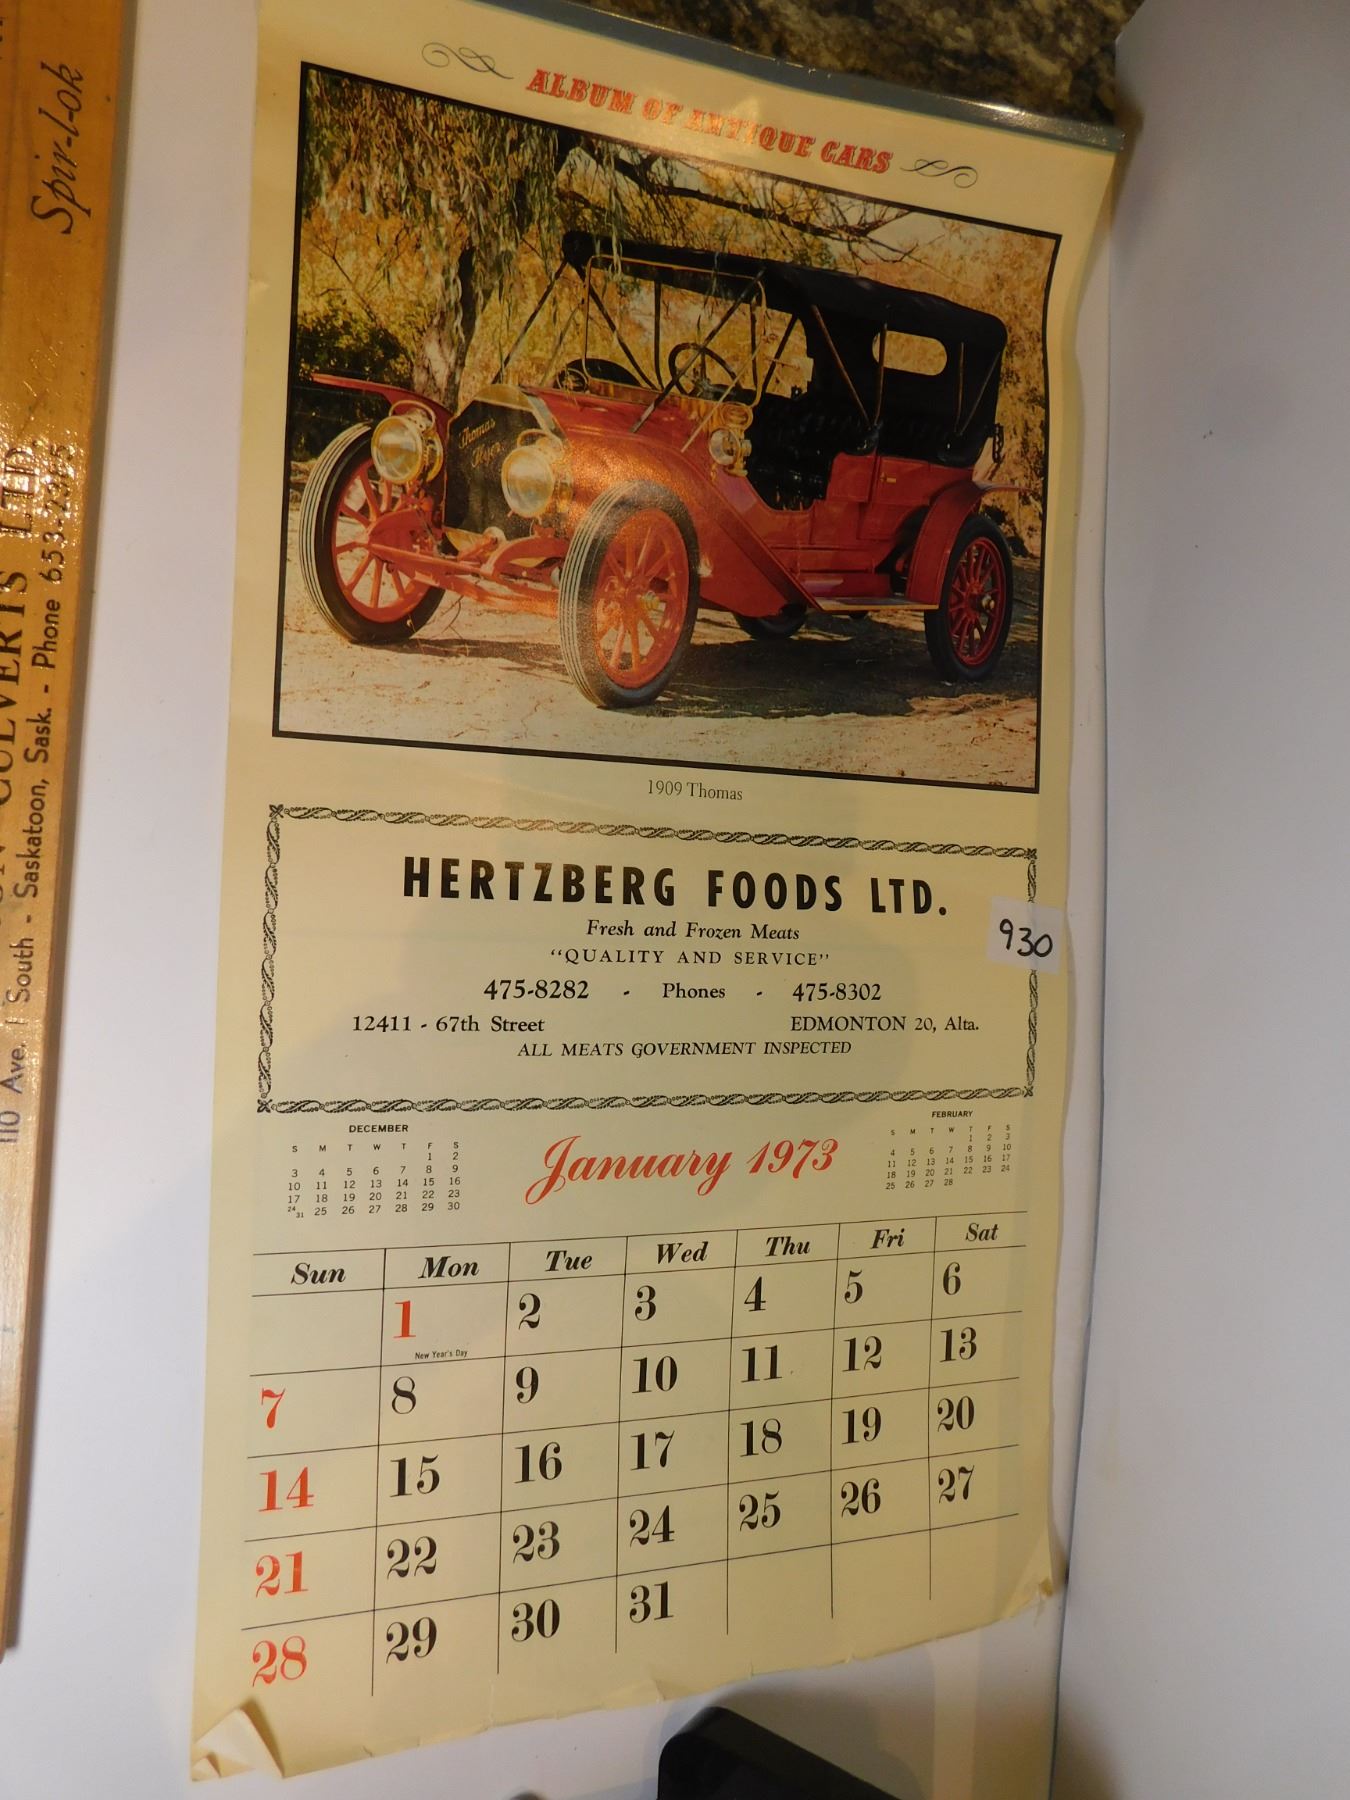 ALBUM OF ANTIQUE CARS
Thomas
Flyer
1909 Thomas
HERTZBERG FOODS LTD.
Fresh and Frozen Meats
"QUALITY AND SERVICE"
475-8282 - Phones - 475-8302
12411 - 67th Street EDMONTON 20, Alta.
ALL MEATS GOVERNMENT INSPECTED
930
DECEMBER
S M T W T F S
1 2
3 4 5 6 7 8 9
10 11 12 13 14 15 16
17 18 19 20 21 22 23
24 31 25 26 27 28 29 30
January 1973
FEBRUARY
S M T W T F S
1 2 3
4 5 6 7 8 9 10
11 12 13 14 15 16 17
18 19 20 21 22 23 24
25 26 27 28
Sun Mon Tue Wed Thu Fri Sat
1 2 3 4 5 6
New Year's Day
7 8 9 10 11 12 13
14 15 16 17 18 19 20
21 22 23 24 25 26 27
28 29 30 31
Spir-l-ok
CULVERTS LTD.
110 Ave. I South - Saskatoon, Sask. - Phone